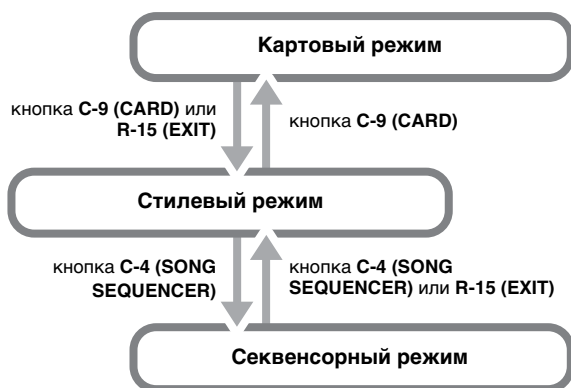 Картовый режим
кнопка C-9 (CARD) или
R-15 (EXIT)
кнопка C-9 (CARD)
Стилевый режим
кнопка C-4 (SONG
SEQUENCER)
кнопка C-4 (SONG
SEQUENCER) или R-15 (EXIT)
Секвенсорный режим